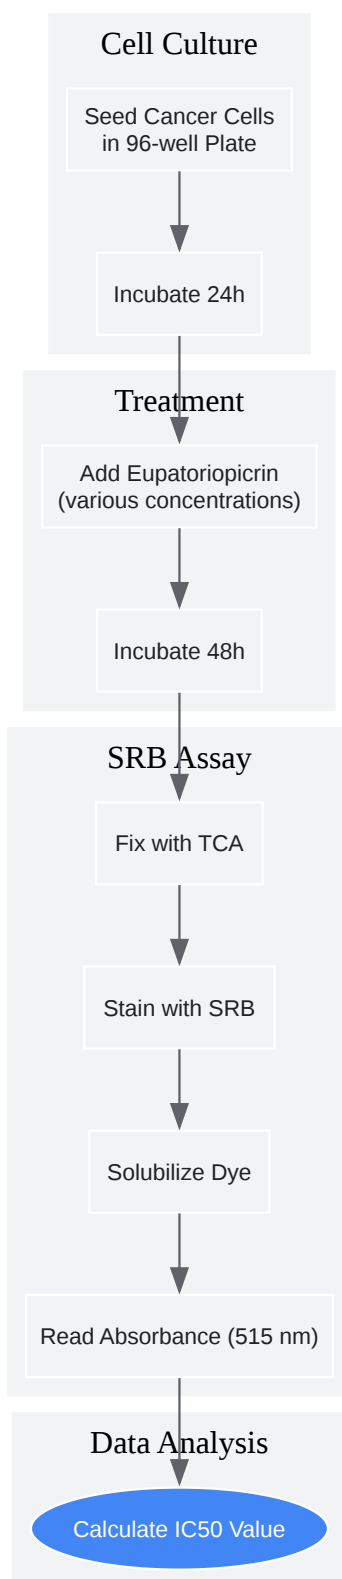 Cell Culture
Seed Cancer Cells
in 96-well Plate
Incubate 24h
Treatment
Add Eupatoriopicrin
(various concentrations)
Incubate 48h
SRB Assay
Fix with TCA
Stain with SRB
Solubilize Dye
Read Absorbance (515 nm)
Data Analysis
Calculate IC50 Value